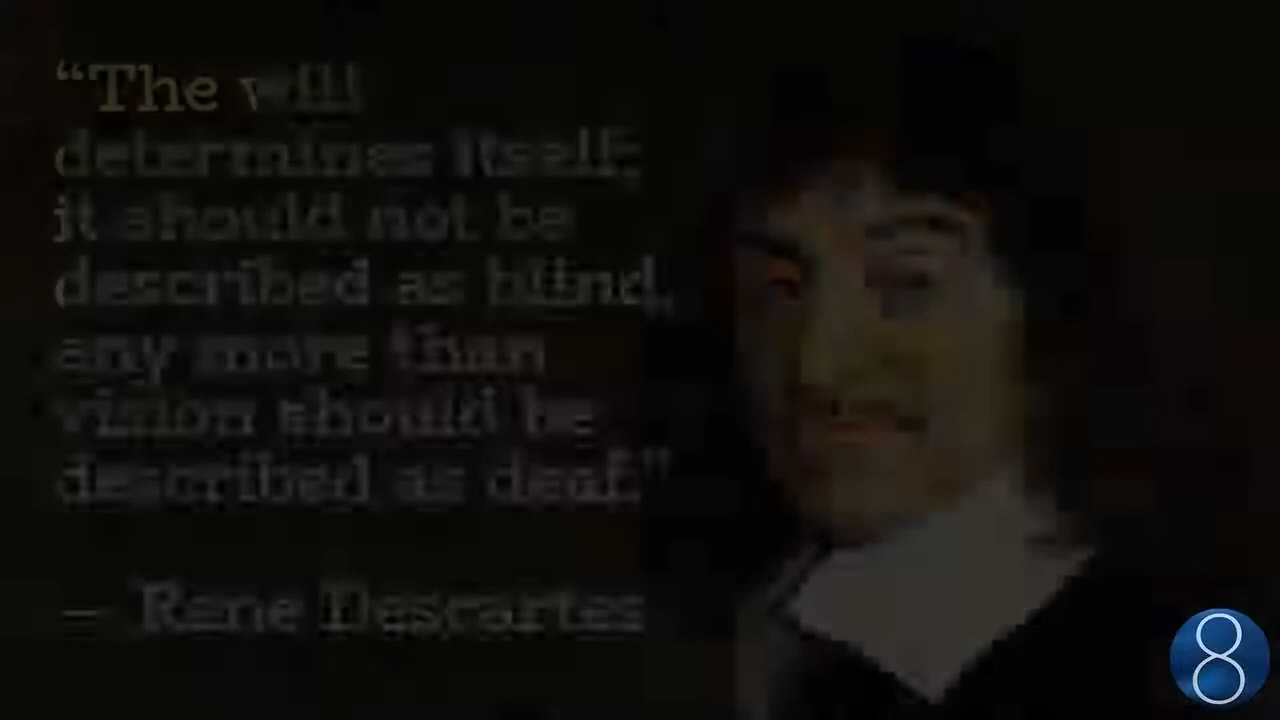 “The will
determines itself;
it should not be
described as blind,
any more than
vision should be
described as deaf."
— Rene Descartes
8